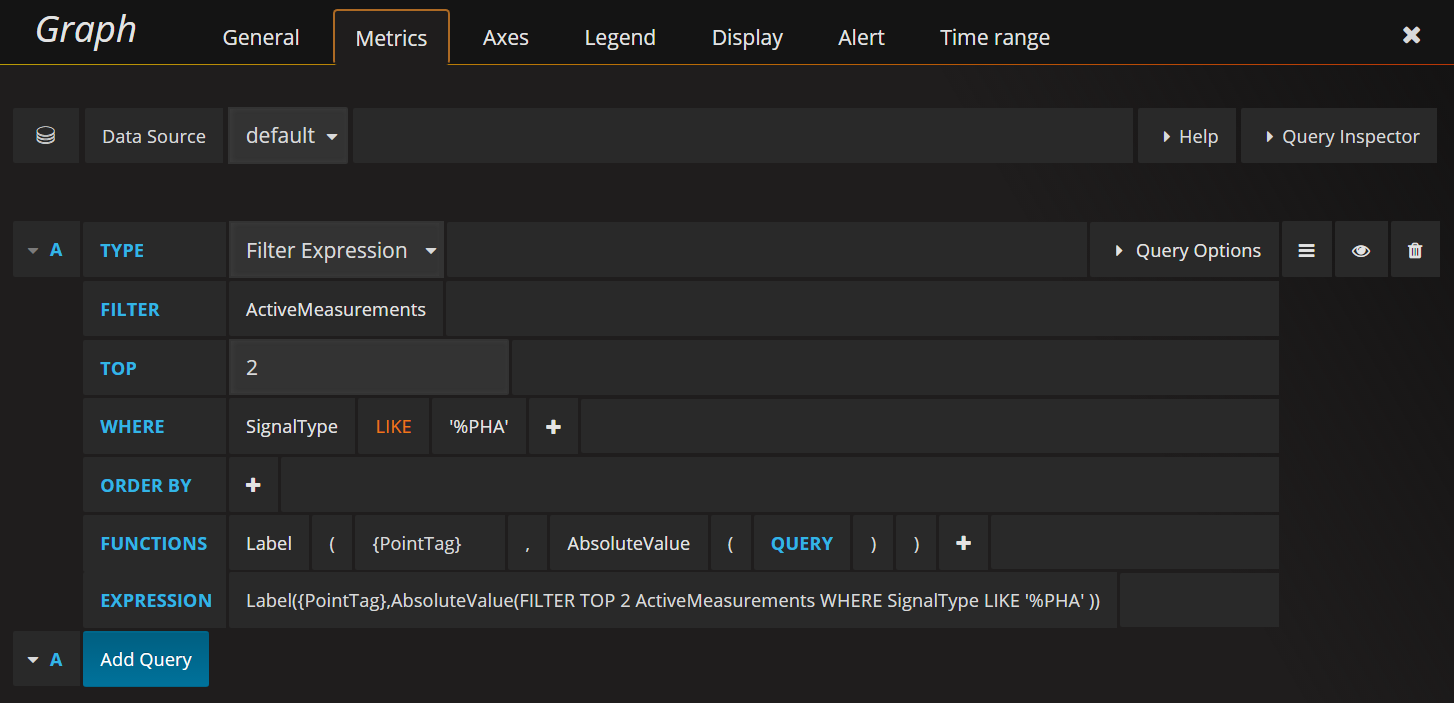 Graph General Metrics Axes Legend Display Alert Time range
Data Source default Help Query Inspector
A TYPE Filter Expression Query Options
FILTER ActiveMeasurements
TOP 2
WHERE SignalType LIKE '%PHA'
ORDER BY
FUNCTIONS Label ( {PointTag} , AbsoluteValue ( QUERY ) )
EXPRESSION Label({PointTag},AbsoluteValue(FILTER TOP 2 ActiveMeasurements WHERE SignalType LIKE '%PHA' ))
A Add Query